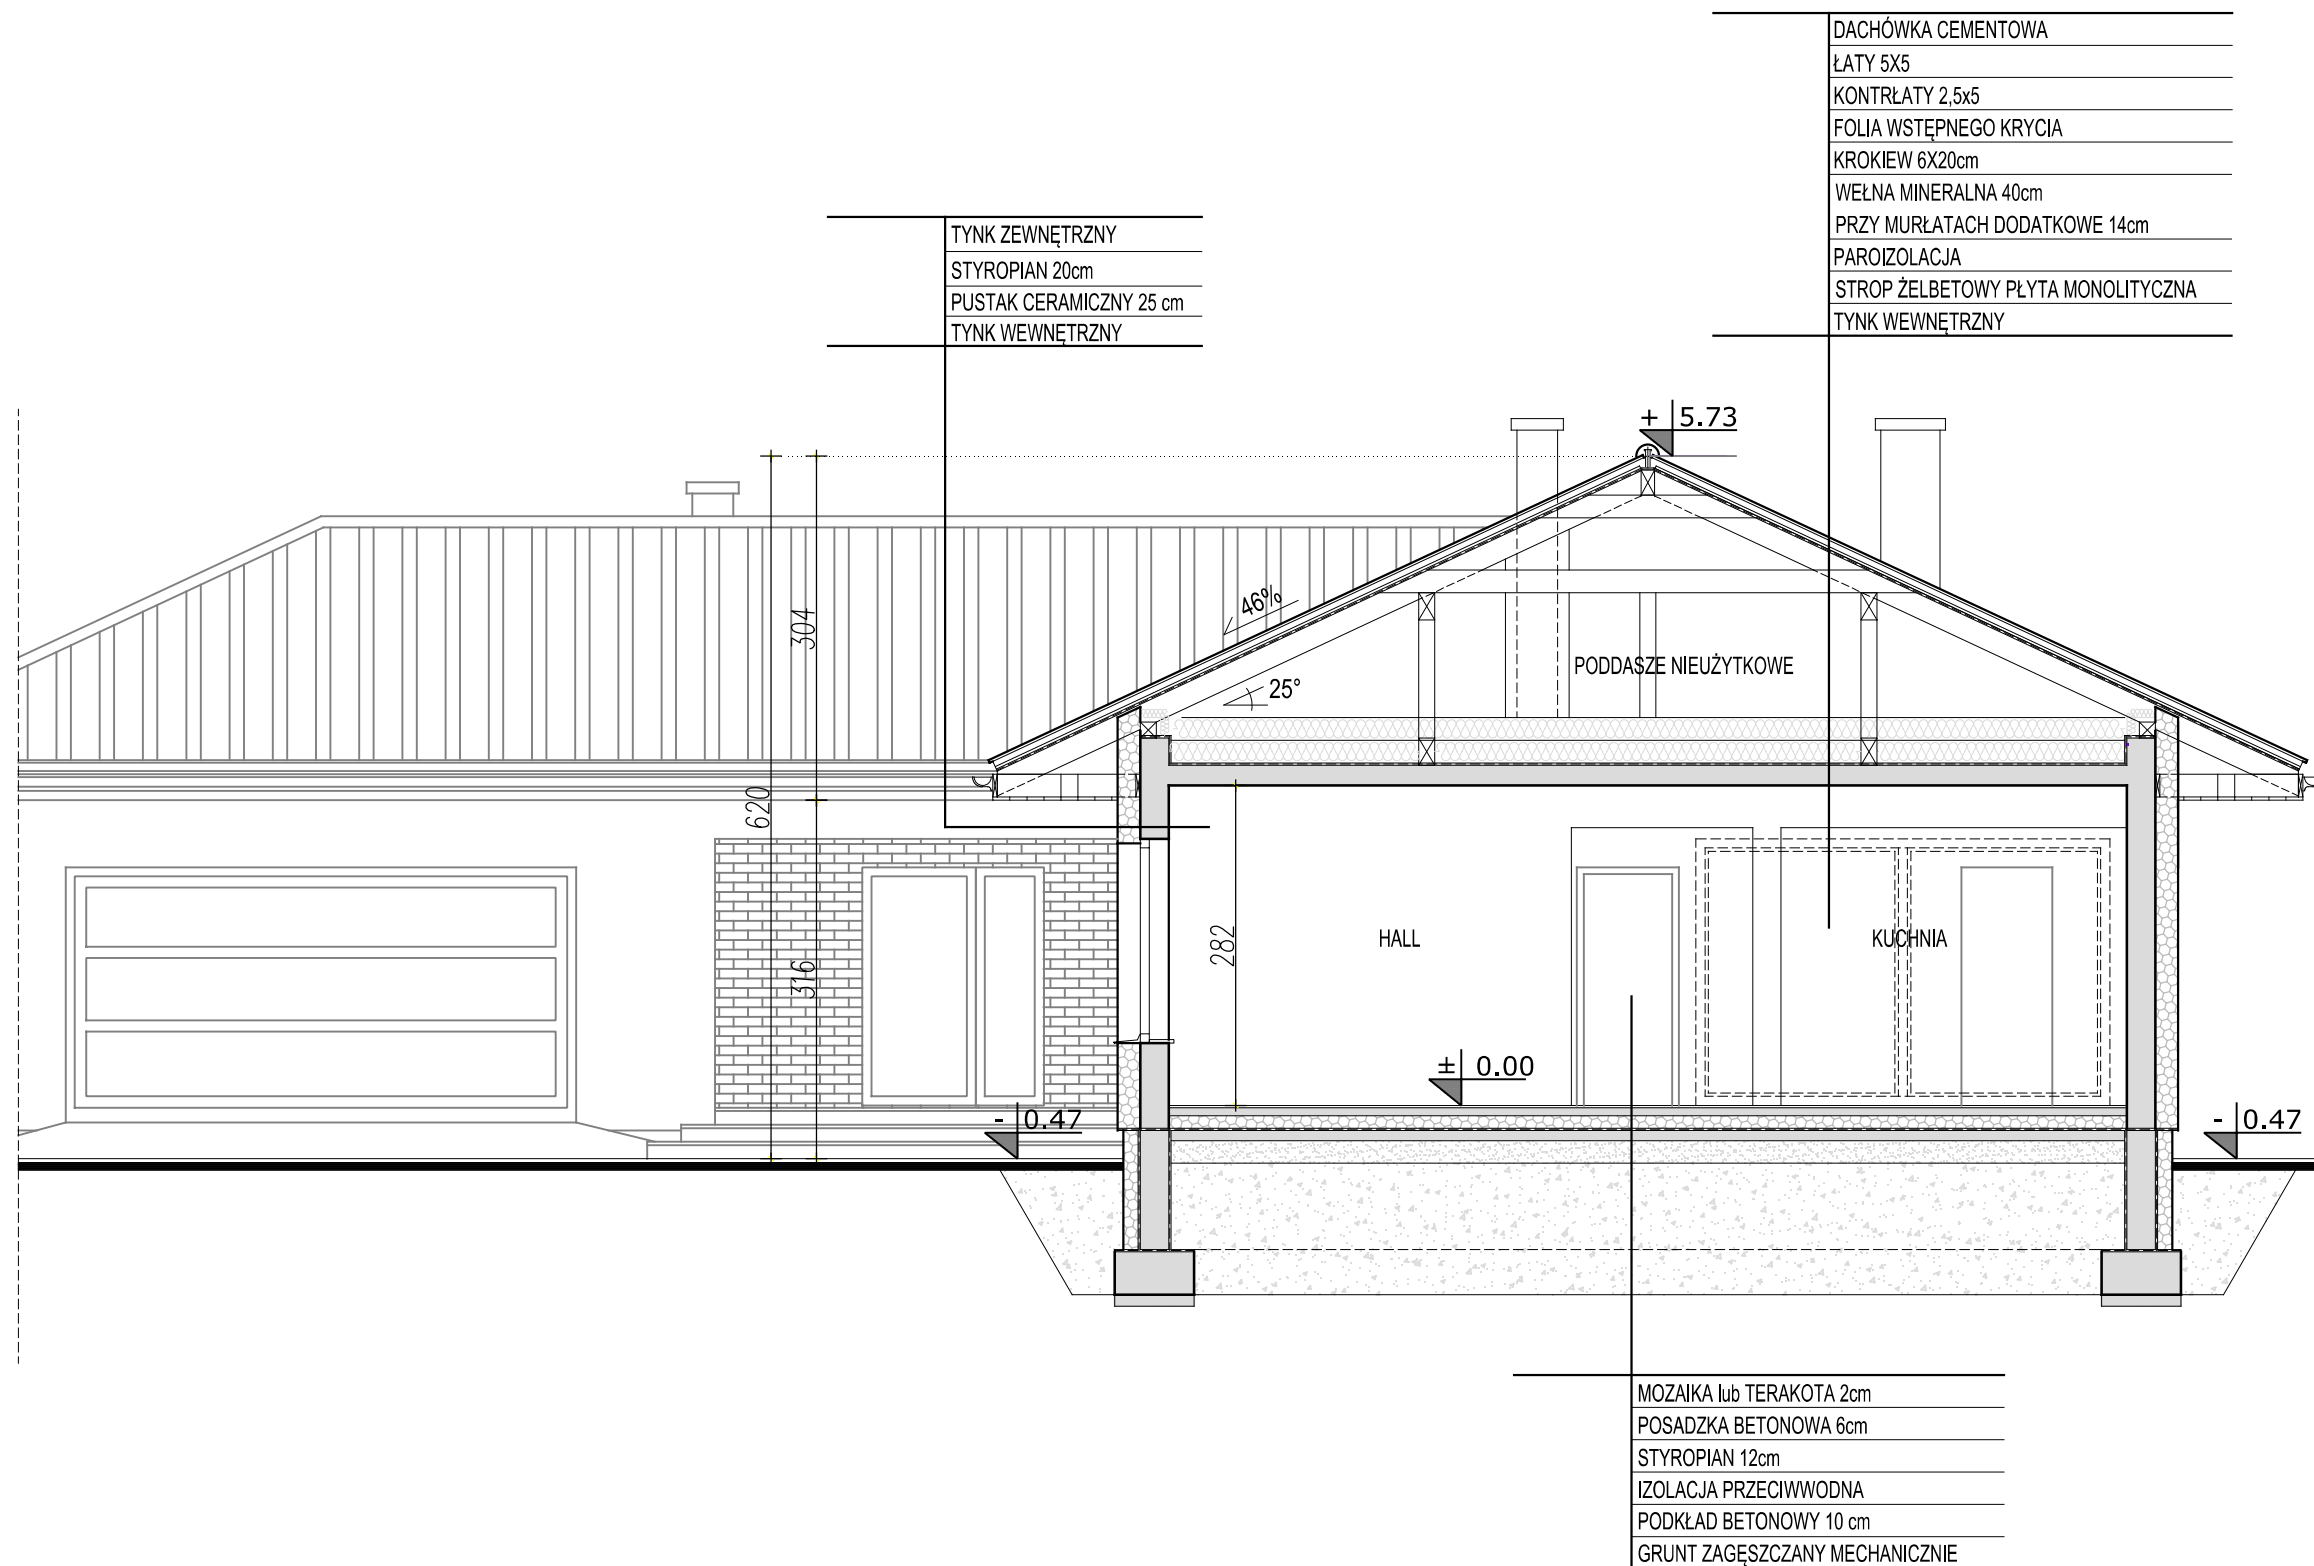 DACHÓWKA CEMENTOWA
ŁATY 5X5
KONTRŁATY 2,5x5
FOLIA WSTĘPNEGO KRYCIA
KROKIEW 6X20cm
WEŁNA MINERALNA 40cm
PRZY MURŁATACH DODATKOWE 14cm
PAROIZOLACJA
STROP ŻELBETOWY PŁYTA MONOLITYCZNA
TYNK WEWNĘTRZNY
TYNK ZEWNĘTRZNY
STYROPIAN 20cm
PUSTAK CERAMICZNY 25 cm
TYNK WEWNĘTRZNY
+ 5.73
304
46%
PODDASZE NIEUŻYTKOWE
25°
620
316
282
HALL
KUCHNIA
± 0.00
- 0.47
- 0.47
MOZAIKA lub TERAKOTA 2cm
POSADZKA BETONOWA 6cm
STYROPIAN 12cm
IZOLACJA PRZECIWWODNA
PODKŁAD BETONOWY 10 cm
GRUNT ZAGĘSZCZANY MECHANICZNIE